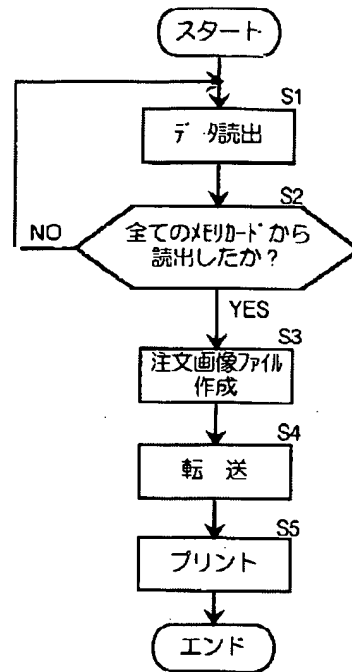 スタート
S1
データ読出
S2
全てのメモリカードから
読出したか?
NO
YES
S3
注文画像ファイル
作成
S4
転 送
S5
プリント
エンド